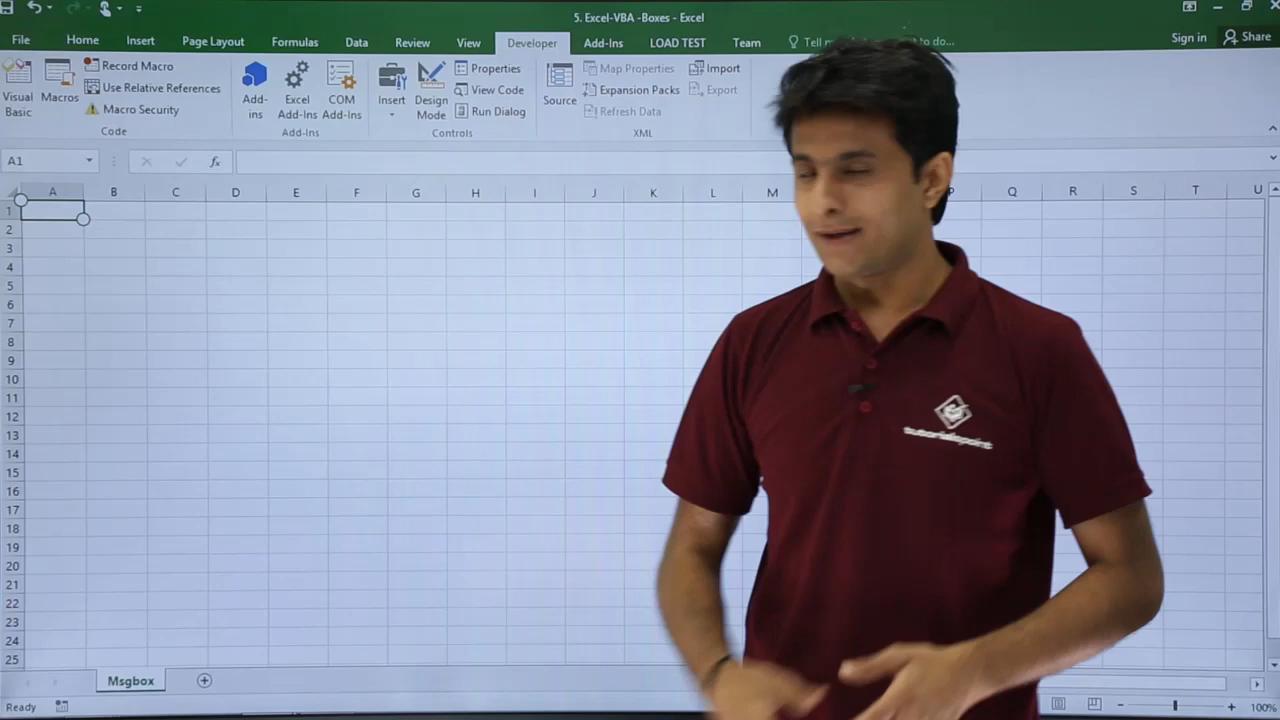 5. Excel-VBA -Boxes - Excel
File Home Insert Page Layout Formulas Data Review View Developer Add-Ins LOAD TEST Team Tell to do... Sign in Share
Visual Basic
Macros
Record Macro
Use Relative References
Macro Security
Code
Add-ins
Excel Add-Ins
COM Add-Ins
Add-Ins
Insert
Design Mode
Properties
View Code
Run Dialog
Controls
Source
Map Properties
Expansion Packs
Refresh Data
Import
Export
XML
A1 fx
A B C D E F G H I J K L M P Q R S T U
1
2
3
4
5
6
7
8
9
10
11
12
13
14
15
16
17
18
19
20
21
22
23
24
25
tutorialspoint
Msgbox
Ready 100%